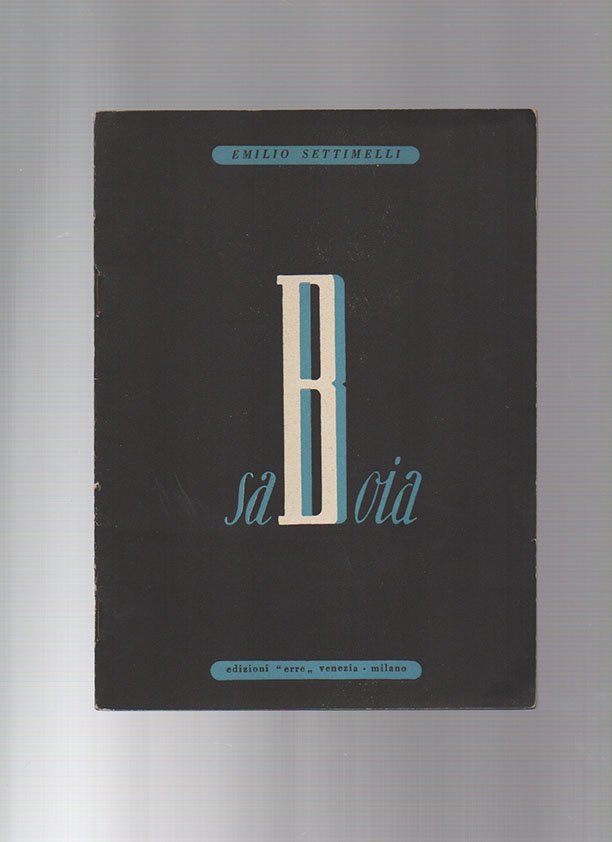 EMILIO SETTIMELLI
saBoia
edizioni "erre„ venezia - milano